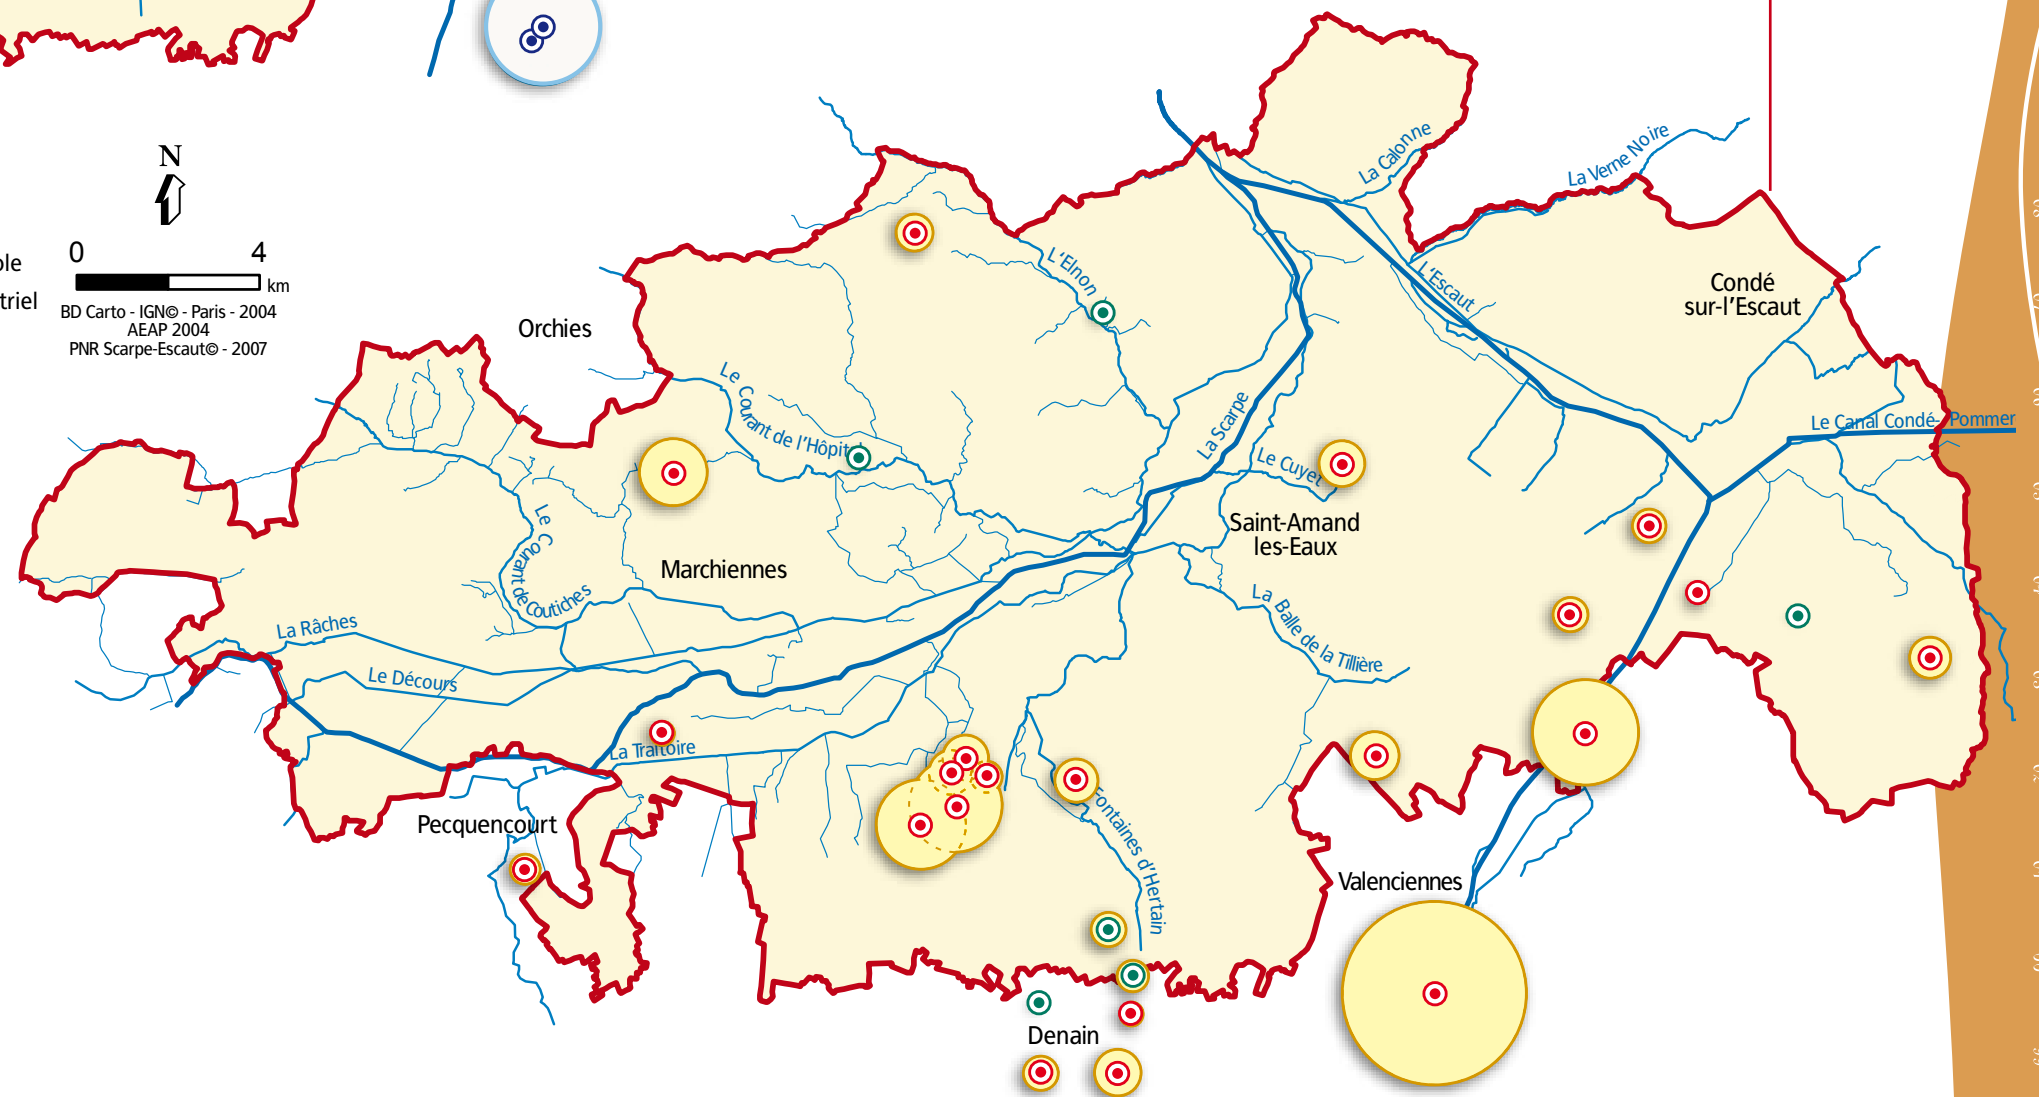 N
0 4
km
BD Carto - IGN© - Paris - 2004
AEAP 2004
PNR Scarpe-Escaut© - 2007
Orchies
La Calonne
La Verne Noire
L'Elnon
L'Escaut
Condé
sur-l'Escaut
Le Canal Condé- Pommer
Le Courant de l'Hôpital
La Scarpe
Le Cuyet
Saint-Amand
les-Eaux
Le Courant de Coutiches
Marchiennes
La Balle de la Tillière
La Râches
Le Décours
La Traitoire
Pecquencourt
Fontaines d'Hertain
Valenciennes
Denain